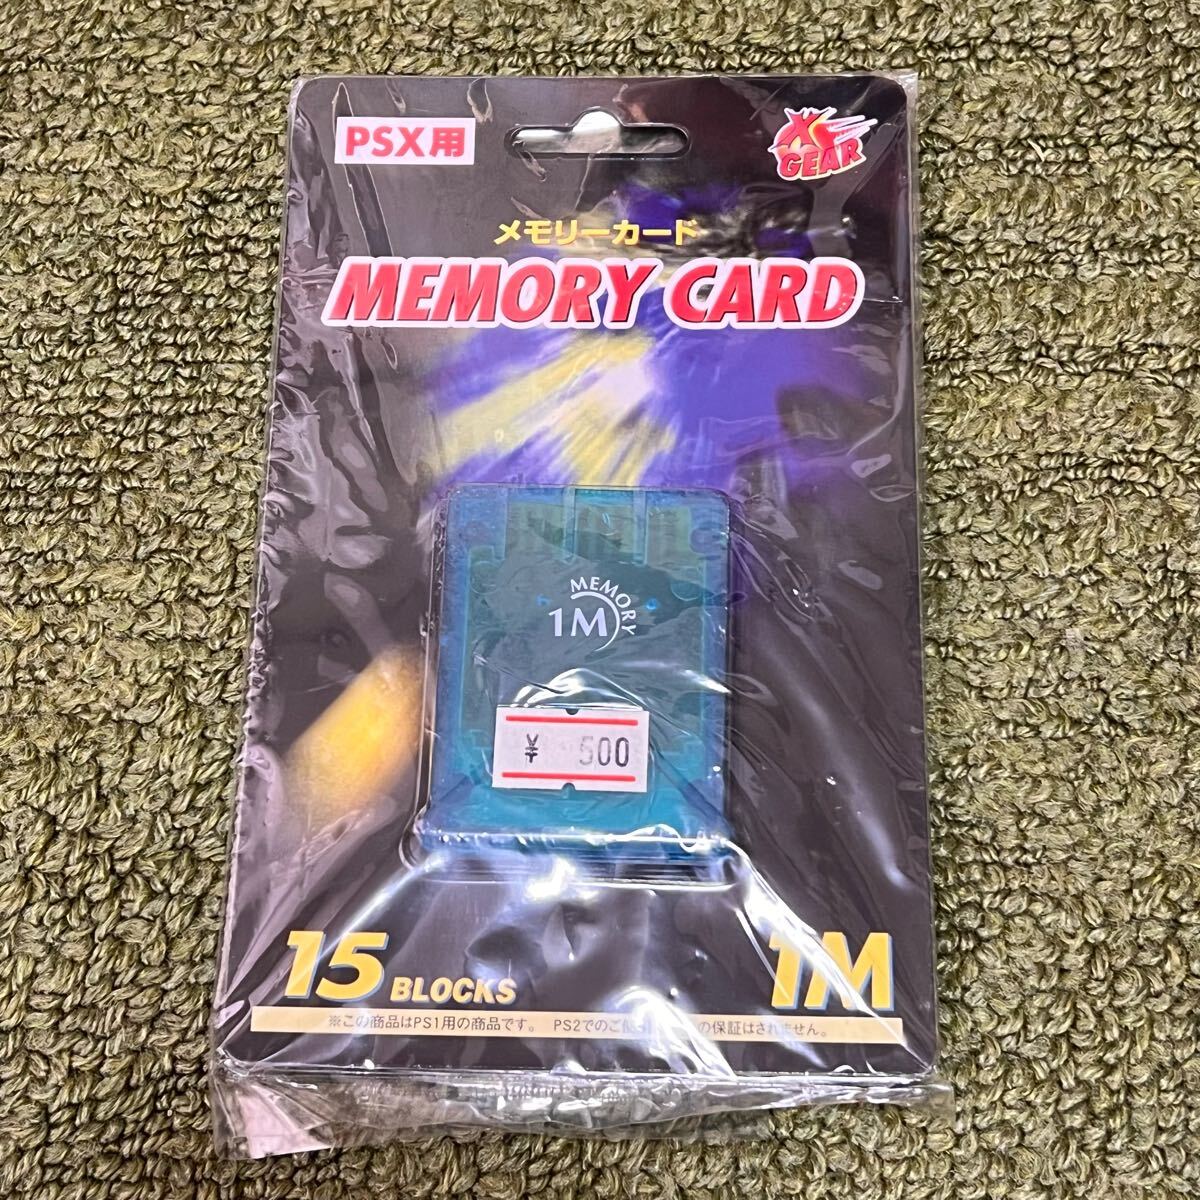 PSX用
XS
GEAR
メモリーカード
MEMORY CARD
MEMORY
1M
¥ 500
15 BLOCKS
1M
※この商品はPS1用の商品です。 PS2でのご使 の保証はされません。